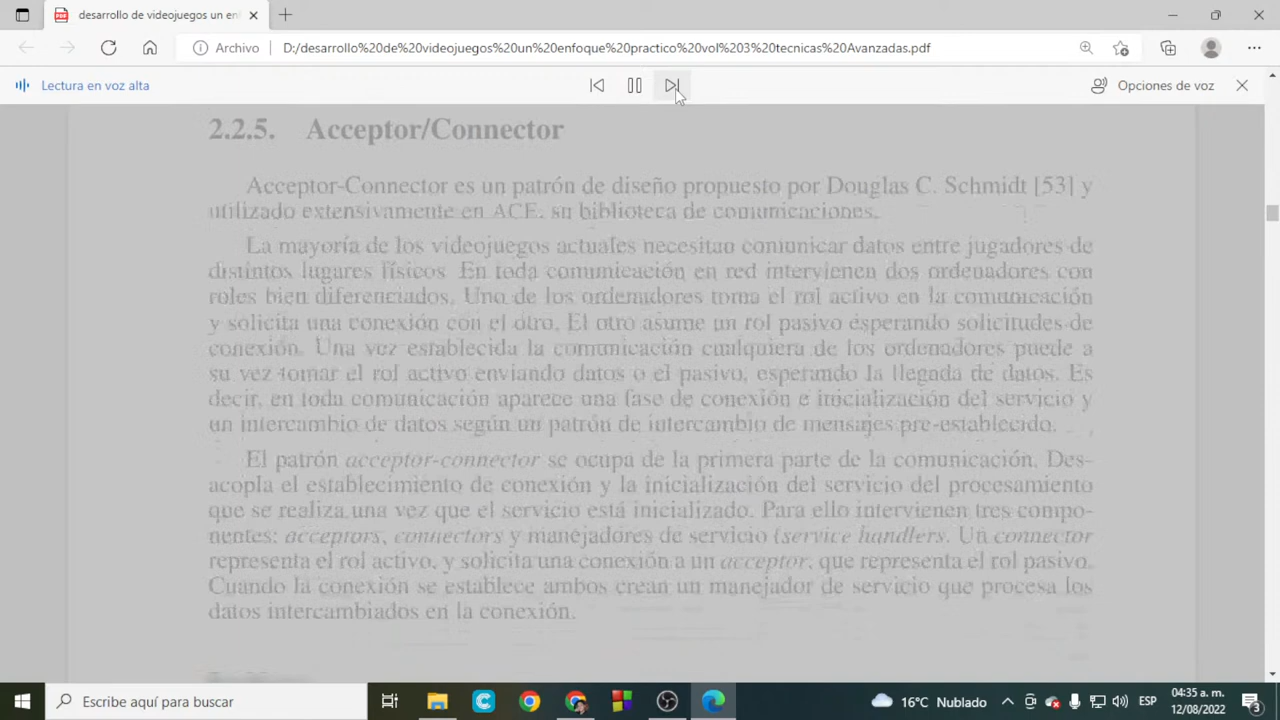 desarrollo de videojuegos un en
Archivo
D:/desarrollo%20de%20videojuegos%20un%20enfoque%20practico%20vol%203%20tecnicas%20Avanzadas.pdf
Lectura en voz alta
Opciones de voz
2.2.5. Acceptor/Connector
Acceptor-Connector es un patrón de diseño propuesto por Douglas C. Schmidt [53] y
utilizado extensivamente en ACE, su biblioteca de comunicaciones.
La mayoría de los videojuegos actuales necesitan comunicar datos entre jugadores de
distintos lugares físicos. En toda comunicación en red intervienen dos ordenadores con
roles bien diferenciados. Uno de los ordenadores toma el rol activo en la comunicación
y solicita una conexión con el otro. El otro asume un rol pasivo esperando solicitudes de
conexión. Una vez establecida la comunicación cualquiera de los ordenadores puede a
su vez tomar el rol activo enviando datos o el pasivo, esperando la llegada de datos. Es
decir, en toda comunicación aparece una fase de conexión e inicialización del servicio y
un intercambio de datos según un patrón de intercambio de mensajes pre-establecido.
El patrón acceptor-connector se ocupa de la primera parte de la comunicación. Des-
acopla el establecimiento de conexión y la inicialización del servicio del procesamiento
que se realiza una vez que el servicio está inicializado. Para ello intervienen tres compo-
nentes: acceptors, connectors y manejadores de servicio (service handlers. Un connector
representa el rol activo, y solicita una conexión a un acceptor, que representa el rol pasivo.
Cuando la conexión se establece ambos crean un manejador de servicio que procesa los
datos intercambiados en la conexión.
Escribe aquí para buscar
16°C Nublado
ESP
04:35 a. m.
12/08/2022
3